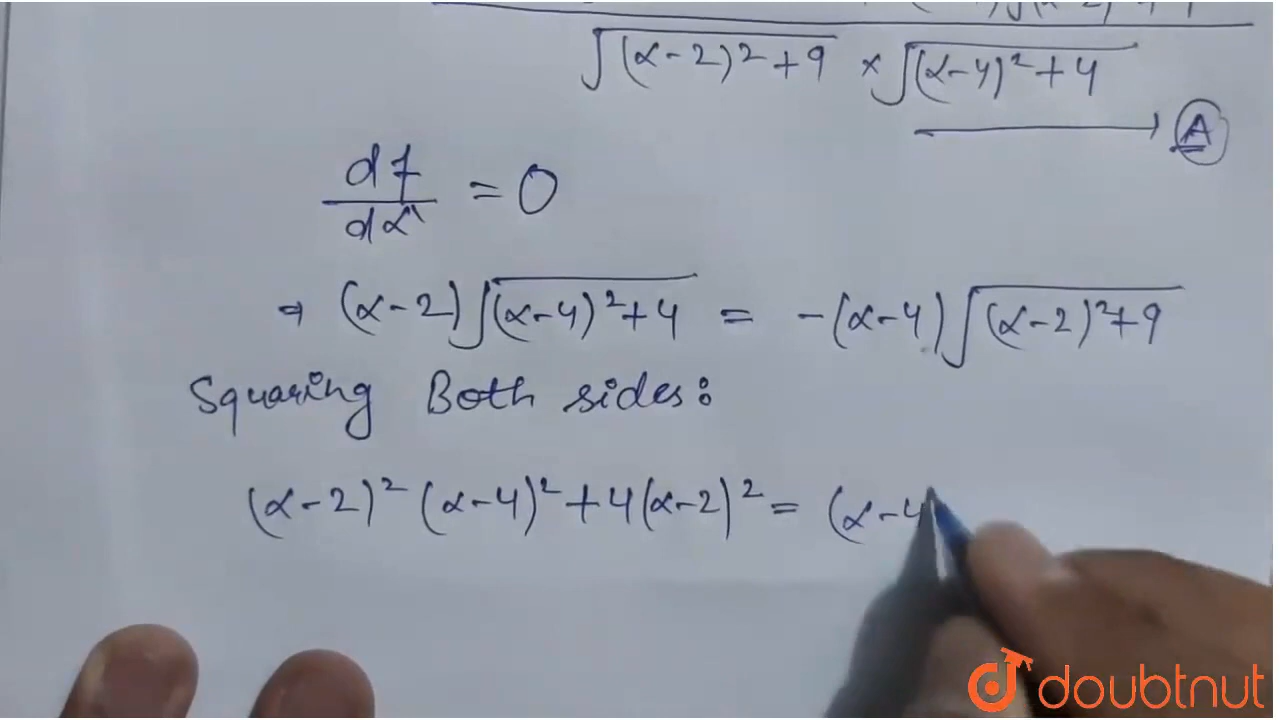 √(α-2)²+9 × √(α-4)²+4
→ A
df/dα = 0
⇒ (α-2)√(α-4)²+4 = -(α-4)√(α-2)²+9
Squaring Both sides:
(α-2)² (α-4)² + 4(α-2)² = (α-4
doubtnut